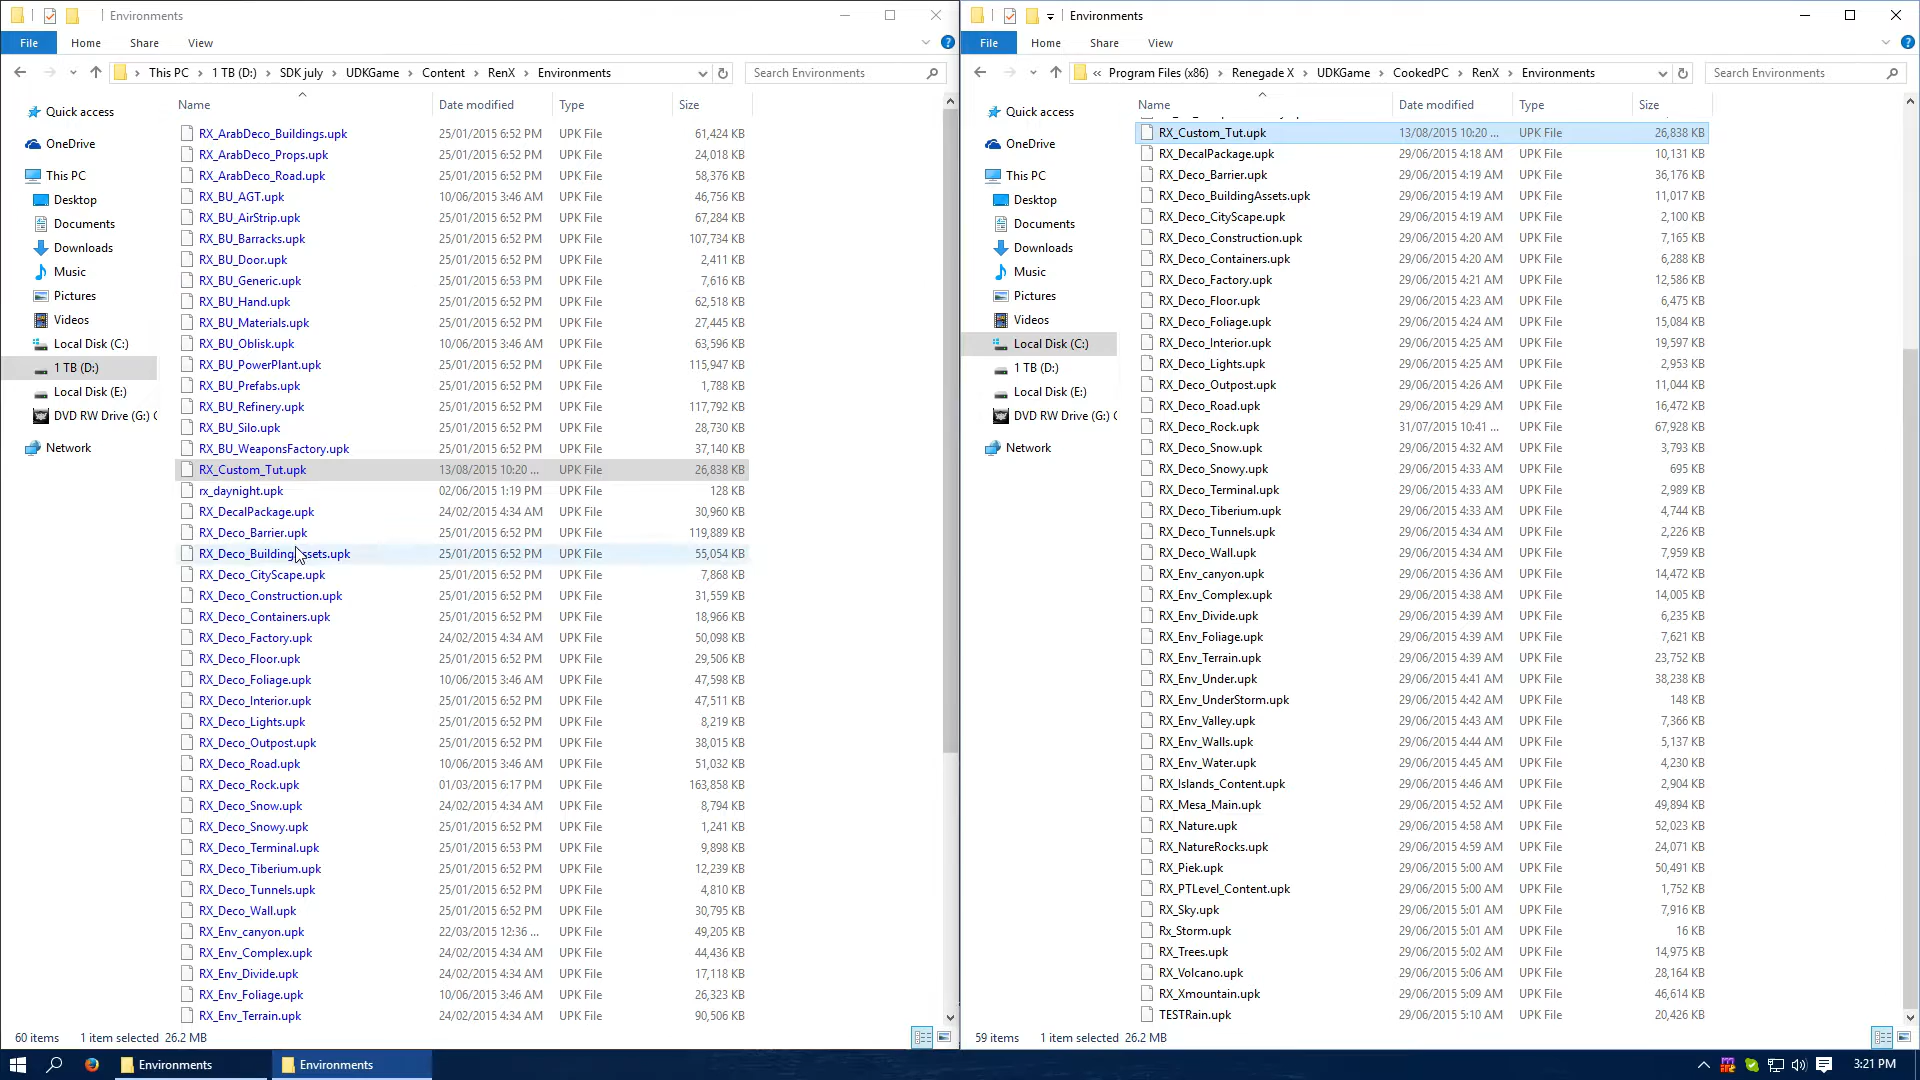 Environments
File Home Share View
This PC 1 TB (D:) SDK july UDKGame Content RenX Environments
Search Environments
Quick access
OneDrive
This PC
Desktop
Documents
Downloads
Music
Pictures
Videos
Local Disk (C:)
1 TB (D:)
Local Disk (E:)
DVD RW Drive (G:) C
Network
Name Date modified Type Size
RX_ArabDeco_Buildings.upk 25/01/2015 6:52 PM UPK File 61,424 KB
RX_ArabDeco_Props.upk 25/01/2015 6:52 PM UPK File 24,018 KB
RX_ArabDeco_Road.upk 25/01/2015 6:52 PM UPK File 58,376 KB
RX_BU_AGT.upk 10/06/2015 3:46 AM UPK File 46,756 KB
RX_BU_AirStrip.upk 25/01/2015 6:52 PM UPK File 67,284 KB
RX_BU_Barracks.upk 25/01/2015 6:52 PM UPK File 107,734 KB
RX_BU_Door.upk 25/01/2015 6:52 PM UPK File 2,411 KB
RX_BU_Generic.upk 25/01/2015 6:53 PM UPK File 7,616 KB
RX_BU_Hand.upk 25/01/2015 6:52 PM UPK File 62,518 KB
RX_BU_Materials.upk 25/01/2015 6:52 PM UPK File 27,445 KB
RX_BU_Oblisk.upk 10/06/2015 3:46 AM UPK File 63,596 KB
RX_BU_PowerPlant.upk 25/01/2015 6:52 PM UPK File 115,947 KB
RX_BU_Prefabs.upk 25/01/2015 6:52 PM UPK File 1,788 KB
RX_BU_Refinery.upk 25/01/2015 6:52 PM UPK File 117,792 KB
RX_BU_Silo.upk 25/01/2015 6:52 PM UPK File 28,730 KB
RX_BU_WeaponsFactory.upk 25/01/2015 6:52 PM UPK File 37,140 KB
RX_Custom_Tut.upk 13/08/2015 10:20 ... UPK File 26,838 KB
rx_daynight.upk 02/06/2015 1:19 PM UPK File 128 KB
RX_DecalPackage.upk 24/02/2015 4:34 AM UPK File 30,960 KB
RX_Deco_Barrier.upk 25/01/2015 6:52 PM UPK File 119,889 KB
RX_Deco_BuildingAssets.upk 25/01/2015 6:52 PM UPK File 55,054 KB
RX_Deco_CityScape.upk 25/01/2015 6:52 PM UPK File 7,868 KB
RX_Deco_Construction.upk 25/01/2015 6:52 PM UPK File 31,559 KB
RX_Deco_Containers.upk 25/01/2015 6:52 PM UPK File 18,966 KB
RX_Deco_Factory.upk 24/02/2015 4:34 AM UPK File 50,098 KB
RX_Deco_Floor.upk 25/01/2015 6:52 PM UPK File 29,506 KB
RX_Deco_Foliage.upk 10/06/2015 3:46 AM UPK File 47,598 KB
RX_Deco_Interior.upk 25/01/2015 6:52 PM UPK File 47,511 KB
RX_Deco_Lights.upk 25/01/2015 6:52 PM UPK File 8,219 KB
RX_Deco_Outpost.upk 25/01/2015 6:52 PM UPK File 38,015 KB
RX_Deco_Road.upk 10/06/2015 3:46 AM UPK File 51,032 KB
RX_Deco_Rock.upk 01/03/2015 6:17 PM UPK File 163,858 KB
RX_Deco_Snow.upk 24/02/2015 4:34 AM UPK File 8,794 KB
RX_Deco_Snowy.upk 25/01/2015 6:52 PM UPK File 1,241 KB
RX_Deco_Terminal.upk 25/01/2015 6:53 PM UPK File 9,898 KB
RX_Deco_Tiberium.upk 25/01/2015 6:52 PM UPK File 12,239 KB
RX_Deco_Tunnels.upk 25/01/2015 6:52 PM UPK File 4,810 KB
RX_Deco_Wall.upk 25/01/2015 6:52 PM UPK File 30,795 KB
RX_Env_canyon.upk 22/03/2015 12:36 ... UPK File 49,205 KB
RX_Env_Complex.upk 24/02/2015 4:34 AM UPK File 44,436 KB
RX_Env_Divide.upk 24/02/2015 4:34 AM UPK File 17,118 KB
RX_Env_Foliage.upk 10/06/2015 3:46 AM UPK File 26,323 KB
RX_Env_Terrain.upk 24/02/2015 4:34 AM UPK File 90,506 KB
60 items 1 item selected 26.2 MB
Environments
File Home Share View
« Program Files (x86) Renegade X UDKGame CookedPC RenX Environments
Search Environments
Quick access
OneDrive
This PC
Desktop
Documents
Downloads
Music
Pictures
Videos
Local Disk (C:)
1 TB (D:)
Local Disk (E:)
DVD RW Drive (G:) C
Network
Name Date modified Type Size
RX_Custom_Tut.upk 13/08/2015 10:20 ... UPK File 26,838 KB
RX_DecalPackage.upk 29/06/2015 4:18 AM UPK File 10,131 KB
RX_Deco_Barrier.upk 29/06/2015 4:19 AM UPK File 36,176 KB
RX_Deco_BuildingAssets.upk 29/06/2015 4:19 AM UPK File 11,017 KB
RX_Deco_CityScape.upk 29/06/2015 4:19 AM UPK File 2,100 KB
RX_Deco_Construction.upk 29/06/2015 4:20 AM UPK File 7,165 KB
RX_Deco_Containers.upk 29/06/2015 4:20 AM UPK File 6,288 KB
RX_Deco_Factory.upk 29/06/2015 4:21 AM UPK File 12,586 KB
RX_Deco_Floor.upk 29/06/2015 4:23 AM UPK File 6,475 KB
RX_Deco_Foliage.upk 29/06/2015 4:24 AM UPK File 15,084 KB
RX_Deco_Interior.upk 29/06/2015 4:25 AM UPK File 19,597 KB
RX_Deco_Lights.upk 29/06/2015 4:25 AM UPK File 2,953 KB
RX_Deco_Outpost.upk 29/06/2015 4:26 AM UPK File 11,044 KB
RX_Deco_Road.upk 29/06/2015 4:29 AM UPK File 16,472 KB
RX_Deco_Rock.upk 31/07/2015 10:41 ... UPK File 67,928 KB
RX_Deco_Snow.upk 29/06/2015 4:32 AM UPK File 3,793 KB
RX_Deco_Snowy.upk 29/06/2015 4:33 AM UPK File 695 KB
RX_Deco_Terminal.upk 29/06/2015 4:33 AM UPK File 2,989 KB
RX_Deco_Tiberium.upk 29/06/2015 4:33 AM UPK File 4,744 KB
RX_Deco_Tunnels.upk 29/06/2015 4:34 AM UPK File 2,226 KB
RX_Deco_Wall.upk 29/06/2015 4:34 AM UPK File 7,959 KB
RX_Env_canyon.upk 29/06/2015 4:36 AM UPK File 14,472 KB
RX_Env_Complex.upk 29/06/2015 4:38 AM UPK File 14,005 KB
RX_Env_Divide.upk 29/06/2015 4:39 AM UPK File 6,235 KB
RX_Env_Foliage.upk 29/06/2015 4:39 AM UPK File 7,621 KB
RX_Env_Terrain.upk 29/06/2015 4:39 AM UPK File 23,752 KB
RX_Env_Under.upk 29/06/2015 4:41 AM UPK File 38,238 KB
RX_Env_UnderStorm.upk 29/06/2015 4:42 AM UPK File 148 KB
RX_Env_Valley.upk 29/06/2015 4:43 AM UPK File 7,366 KB
RX_Env_Walls.upk 29/06/2015 4:44 AM UPK File 5,137 KB
RX_Env_Water.upk 29/06/2015 4:45 AM UPK File 4,230 KB
RX_Islands_Content.upk 29/06/2015 4:46 AM UPK File 2,904 KB
RX_Mesa_Main.upk 29/06/2015 4:52 AM UPK File 49,894 KB
RX_Nature.upk 29/06/2015 4:58 AM UPK File 52,023 KB
RX_NatureRocks.upk 29/06/2015 4:59 AM UPK File 24,071 KB
RX_Piek.upk 29/06/2015 5:00 AM UPK File 50,491 KB
RX_PTLevel_Content.upk 29/06/2015 5:00 AM UPK File 1,752 KB
RX_Sky.upk 29/06/2015 5:01 AM UPK File 7,916 KB
Rx_Storm.upk 29/06/2015 5:01 AM UPK File 16 KB
RX_Trees.upk 29/06/2015 5:02 AM UPK File 14,975 KB
RX_Volcano.upk 29/06/2015 5:06 AM UPK File 28,164 KB
RX_Xmountain.upk 29/06/2015 5:09 AM UPK File 46,614 KB
TESTRain.upk 29/06/2015 5:10 AM UPK File 20,426 KB
59 items 1 item selected 26.2 MB
Environments Environments 3:21 PM